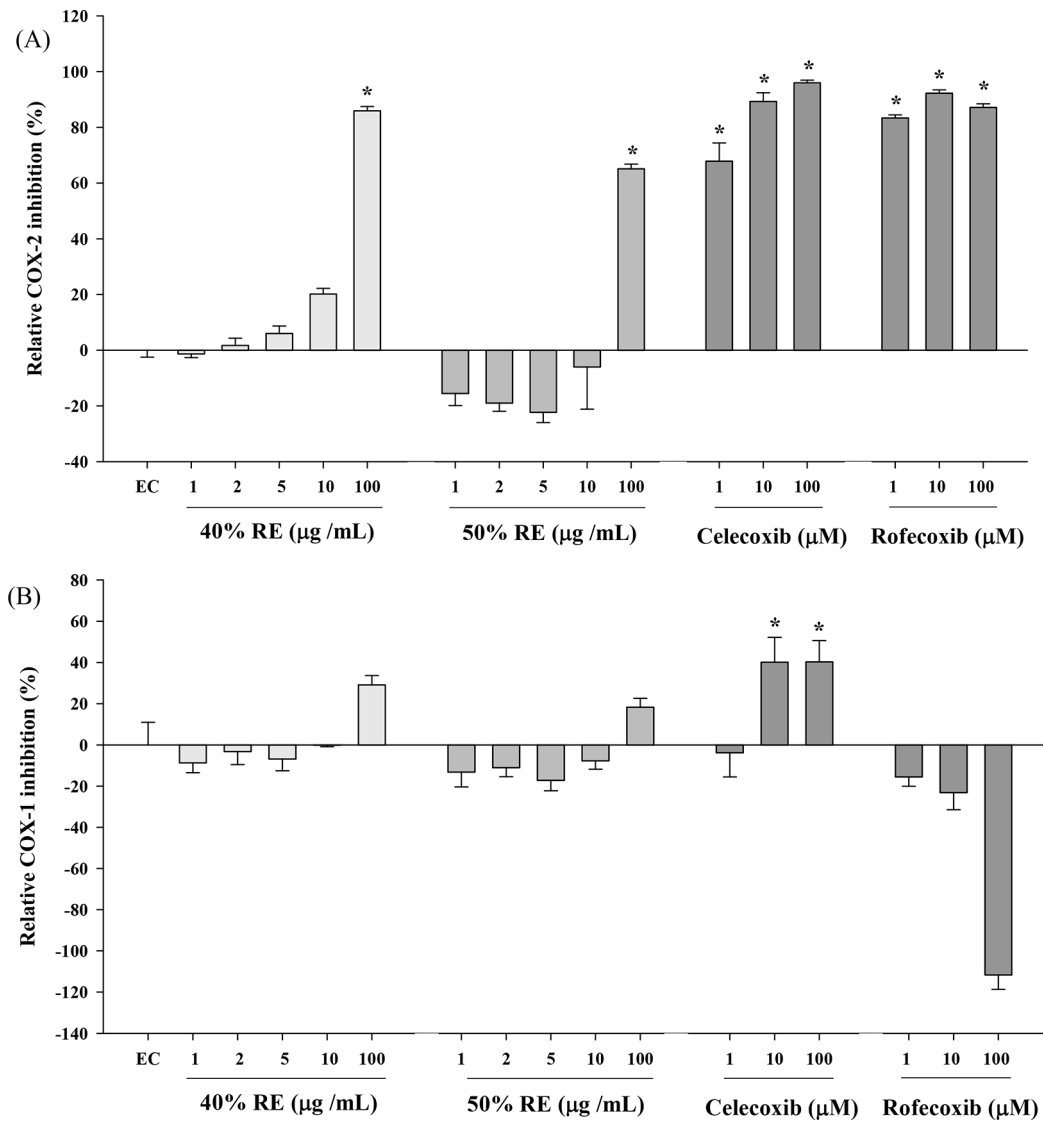 (A)
Relative COX-2 inhibition (%)
120
100
80
60
40
20
0
-20
-40
* * * * * * * *
EC 1 2 5 10 100 1 2 5 10 100 1 10 100 1 10 100
40% RE (μg /mL) 50% RE (μg /mL) Celecoxib (μM) Rofecoxib (μM)
(B)
Relative COX-1 inhibition (%)
80
60
40
20
0
-20
-40
-60
-80
-100
-120
-140
* *
EC 1 2 5 10 100 1 2 5 10 100 1 10 100 1 10 100
40% RE (μg /mL) 50% RE (μg /mL) Celecoxib (μM) Rofecoxib (μM)